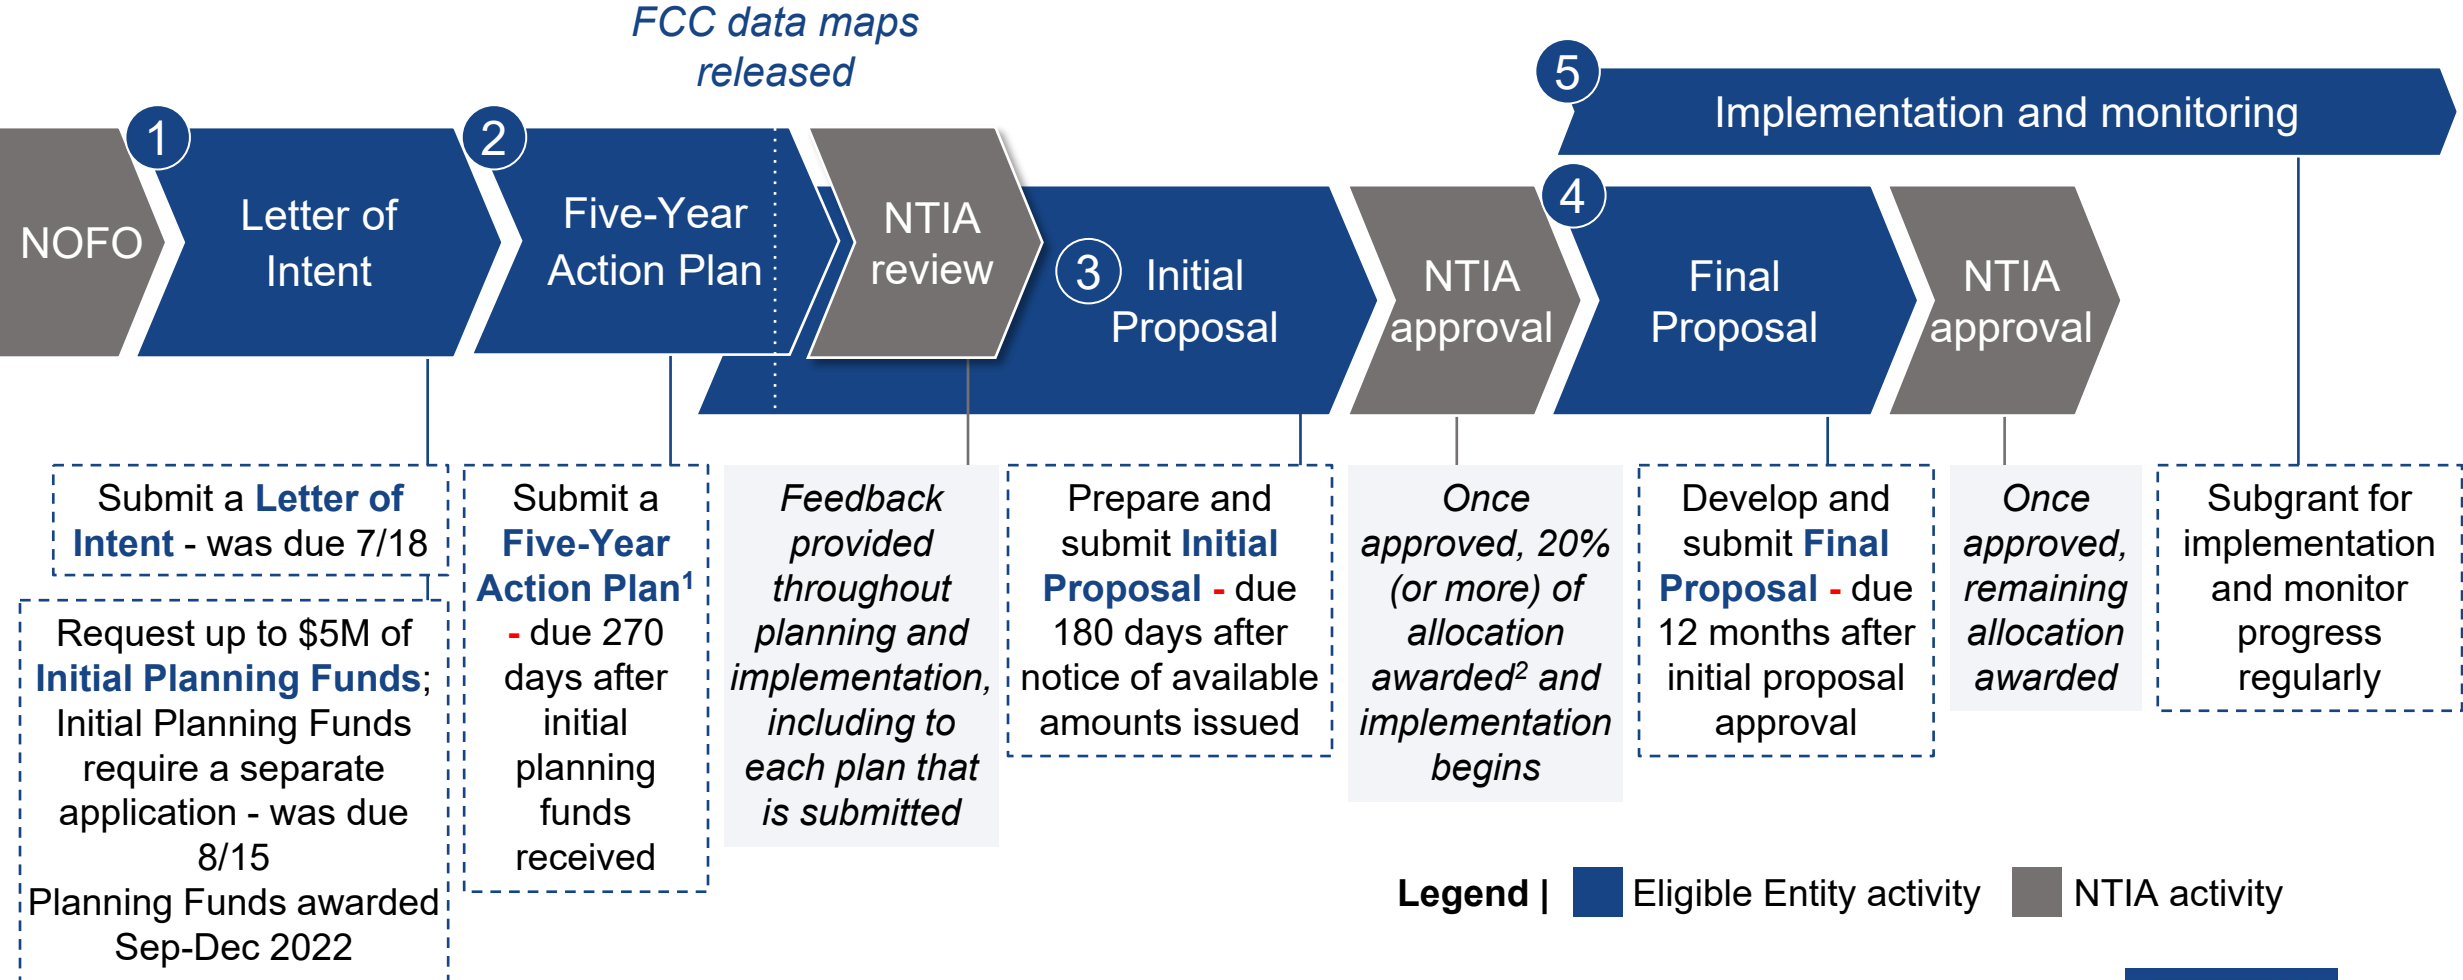 FCC data maps
released
5
Implementation and monitoring
1
2
NOFO
Letter of
Intent
Five-Year
Action Plan
NTIA
review
3
Initial
Proposal
NTIA
approval
4
Final
Proposal
NTIA
approval
Submit a Letter of
Intent - was due 7/18
Request up to $5M of
Initial Planning Funds;
Initial Planning Funds
require a separate
application - was due
8/15
Planning Funds awarded
Sep-Dec 2022
Submit a
Five-Year
Action Plan¹
- due 270
days after
initial
planning
funds
received
Feedback
provided
throughout
planning and
implementation,
including to
each plan that
is submitted
Prepare and
submit Initial
Proposal - due
180 days after
notice of available
amounts issued
Once
approved, 20%
(or more) of
allocation
awarded² and
implementation
begins
Develop and
submit Final
Proposal - due
12 months after
initial proposal
approval
Once
approved,
remaining
allocation
awarded
Subgrant for
implementation
and monitor
progress
regularly
Legend | Eligible Entity activity NTIA activity